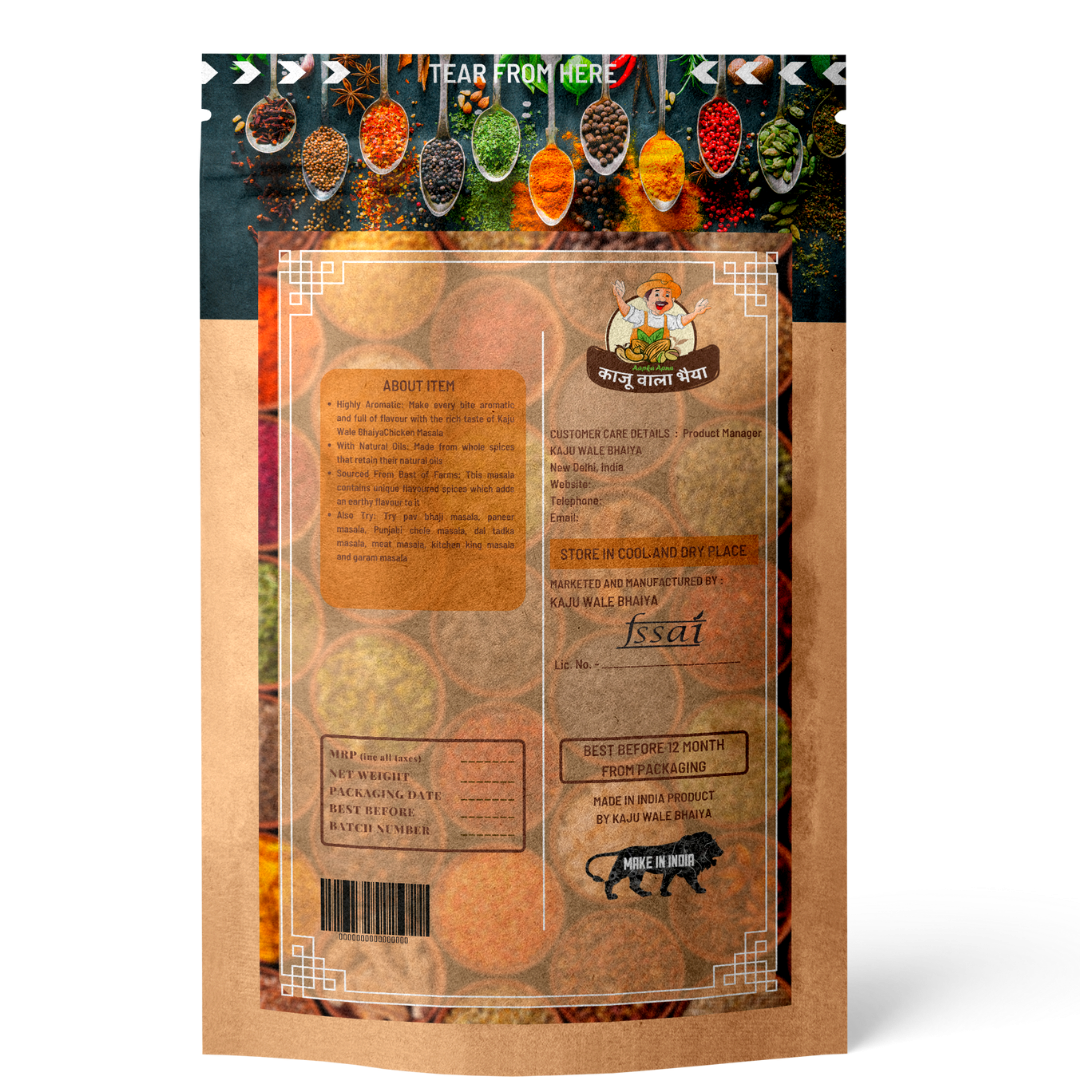 TEAR FROM HERE
ABOUT ITEM
• Highly Aromatic: Make every bite aromatic
and full of flavour with the rich taste of Kaju
Wale BhaiyaChicken Masala
• With Natural Oils: Made from whole spices
that retain their natural oils
• Sourced From Best of Farms: This masala
contains unique flavoured spices which adds
an earthy flavour to it
• Also Try: Try pav bhaji masala, paneer
masala, Punjabi chole masala, dal tadka
masala, meat masala, kitchen king masala
and garam masala
MRP (inc all taxes)
NET WEIGHT
PACKAGING DATE
BEST BEFORE
BATCH NUMBER
Aapka Apna
काजू वाला भैया
CUSTOMER CARE DETAILS : Product Manager
KAJU WALE BHAIYA
New Delhi, India
Website:
Telephone:
Email:
STORE IN COOL AND DRY PLACE
MARKETED AND MANUFACTURED BY :
KAJU WALE BHAIYA
fssai
Lic. No. -
BEST BEFORE 12 MONTH
FROM PACKAGING
MADE IN INDIA PRODUCT
BY KAJU WALE BHAIYA
MAKE IN INDIA